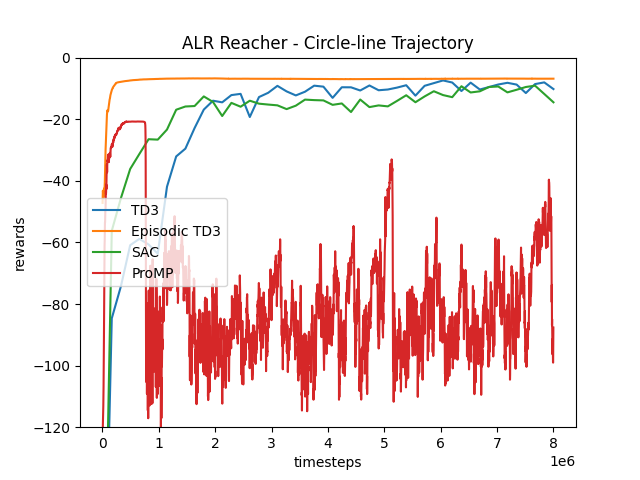 ALR Reacher - Circle-line Trajectory
0
−20
−40
−60
−80
−100
−120
rewards
TD3
Episodic TD3
SAC
ProMP
0 1 2 3 4 5 6 7 8
1e6
timesteps